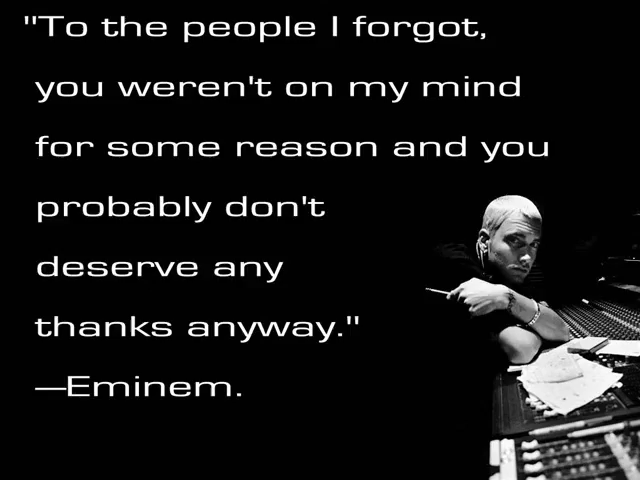 "To the people I forgot,
you weren't on my mind
for some reason and you
probably don't
deserve any
thanks anyway."
—Eminem.